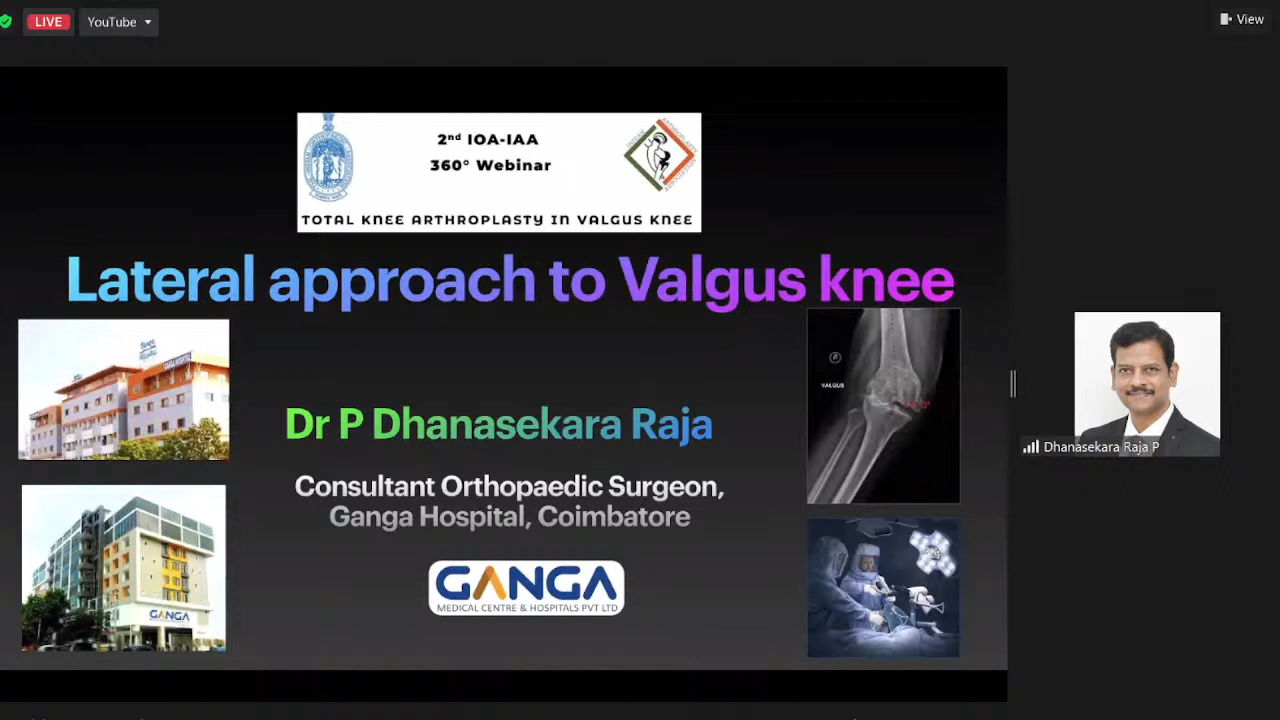 LIVE
YouTube
View
2nd IOA-IAA
360° Webinar
TOTAL KNEE ARTHROPLASTY IN VALGUS KNEE
Lateral approach to Valgus knee
VALGUS
Dr P Dhanasekara Raja
Dhanasekara Raja P
Consultant Orthopaedic Surgeon,
Ganga Hospital, Coimbatore
GANGA
MEDICAL CENTRE & HOSPITALS PVT LTD
GANGA